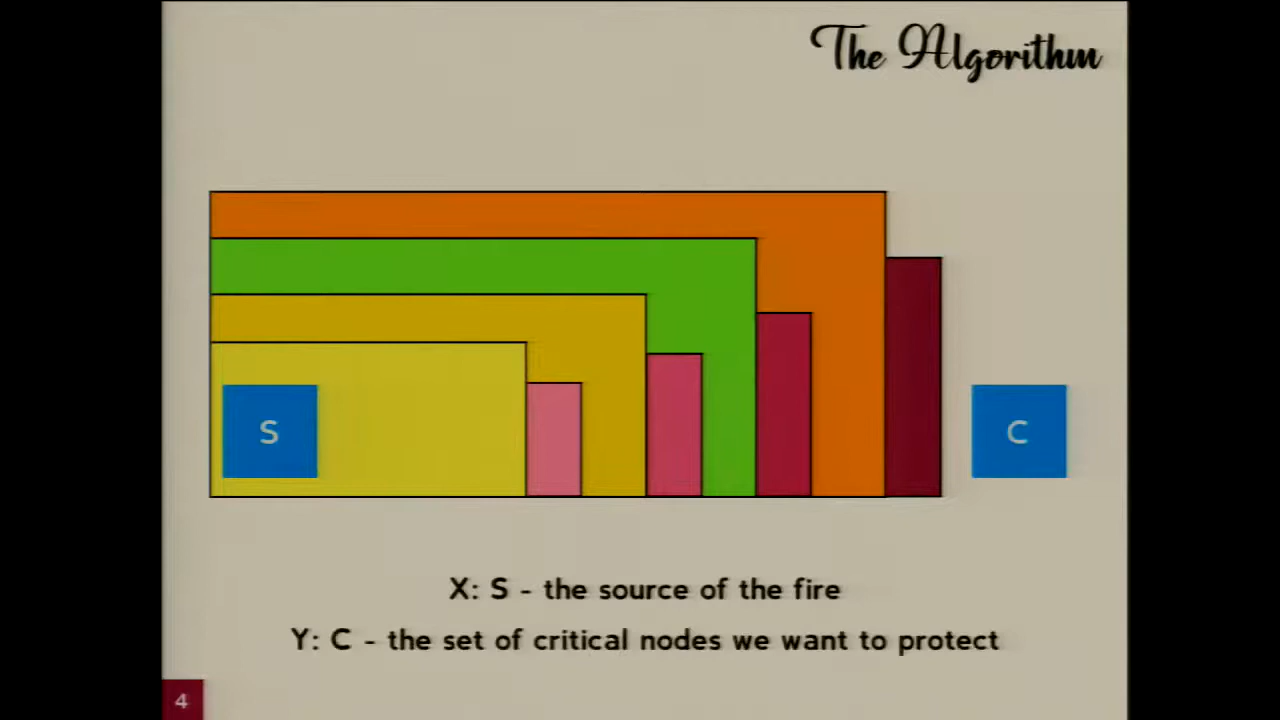 The Algorithm
S
C
X: S - the source of the fire
Y: C - the set of critical nodes we want to protect
4